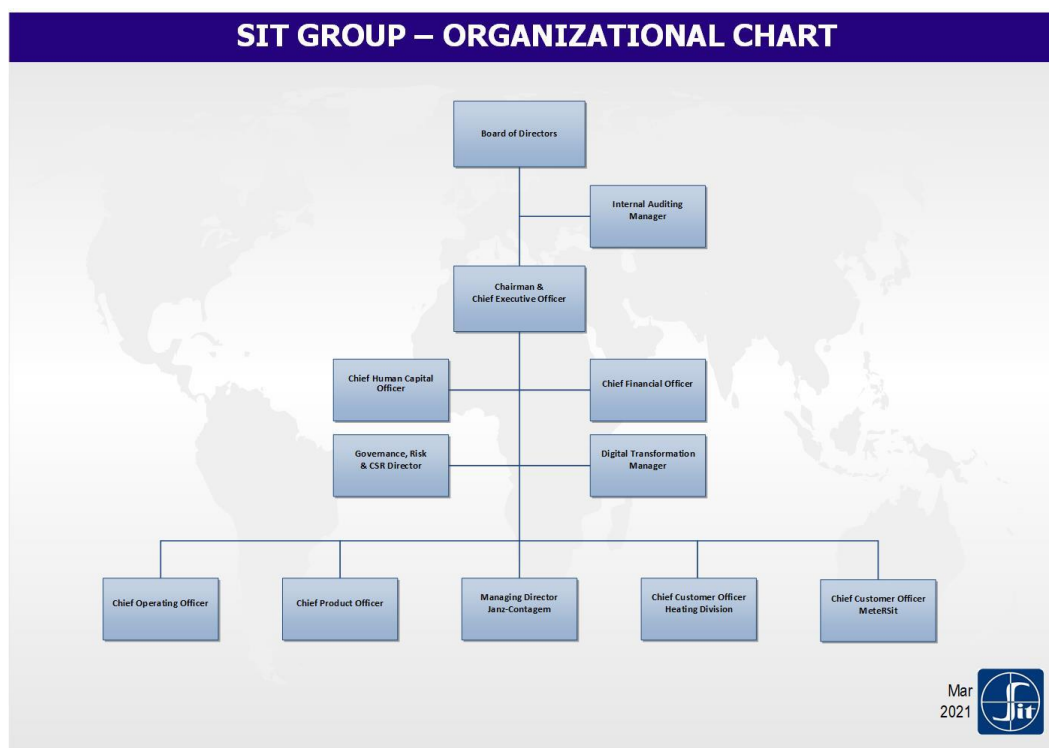 SIT GROUP – ORGANIZATIONAL CHART
Board of Directors
Internal Auditing
Manager
Chairman &
Chief Executive Officer
Chief Human Capital
Officer
Chief Financial Officer
Governance, Risk
& CSR Director
Digital Transformation
Manager
Chief Operating Officer
Chief Product Officer
Managing Director
Janz-Contagem
Chief Customer Officer
Heating Division
Chief Customer Officer
MeteRSit
Mar
2021
Sit